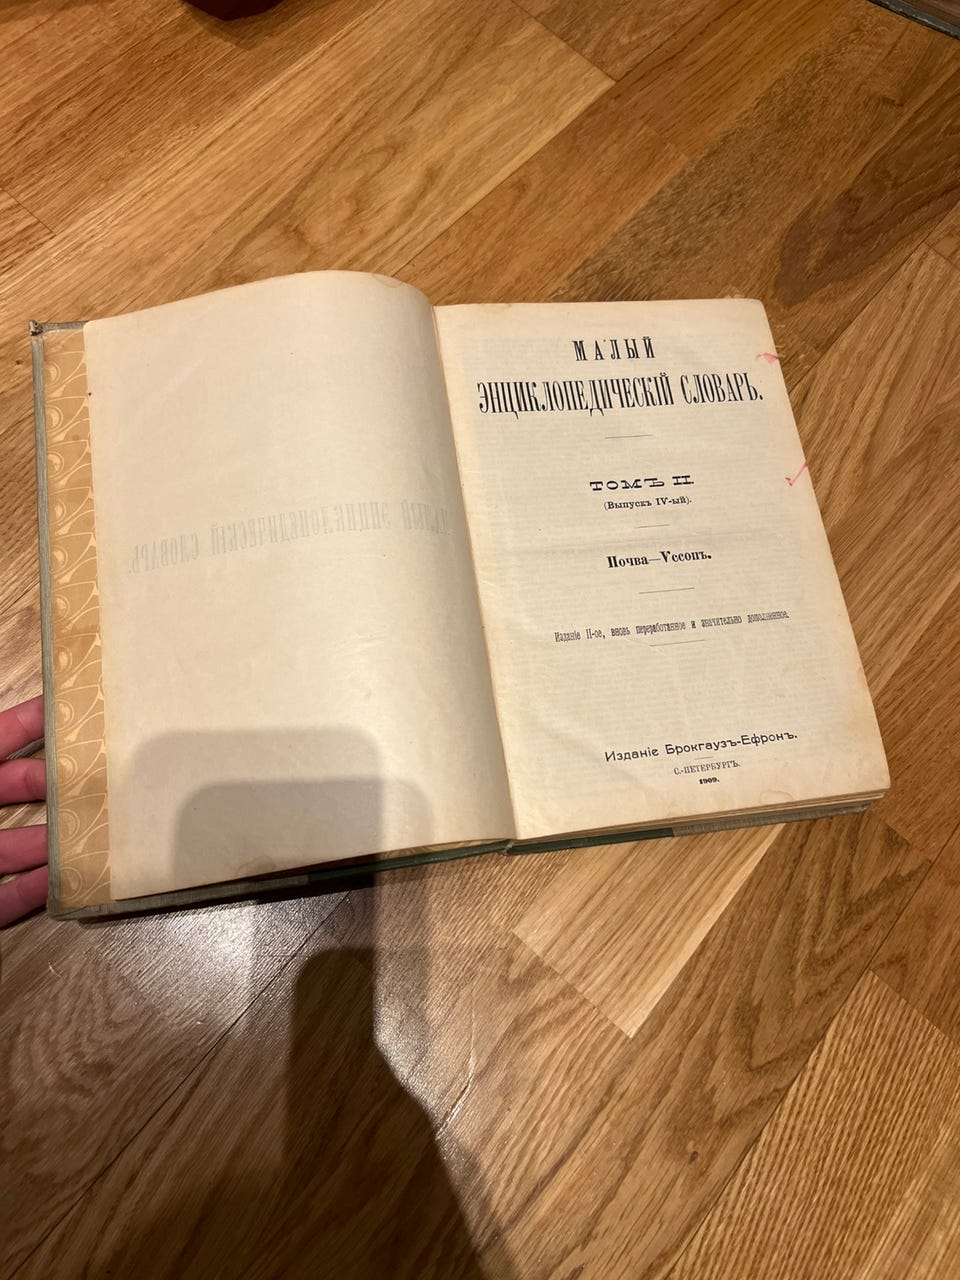 МАЛЫЙ
ЭНЦИКЛОПЕДИЧЕСКІЙ СЛОВАРЬ.
ТОМЪ II.
(Выпускъ IV-ый).
Почва—Уссопъ.
Изданіе II-ое, вновь переработанное и значительно дополненное.
Изданіе Брокгаузъ-Ефронъ.
С.-ПЕТЕРБУРГЪ.
1909.